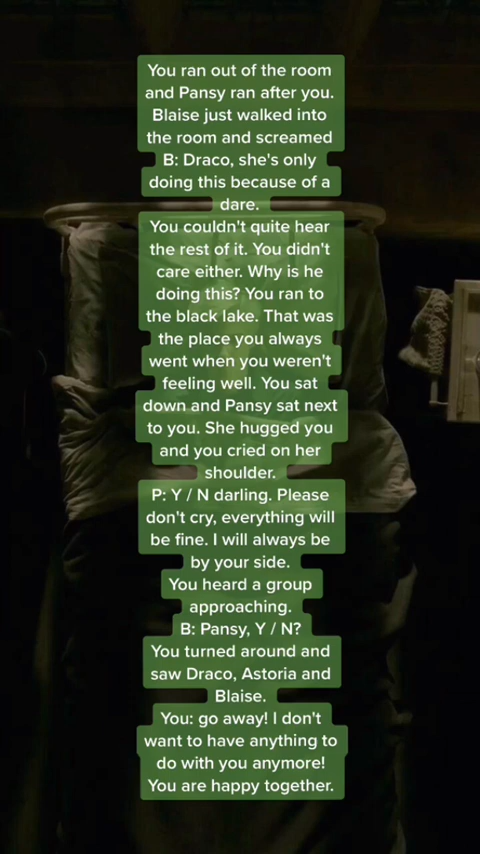 You ran out of the room
and Pansy ran after you.
Blaise just walked into
the room and screamed
B: Draco, she's only
doing this because of a
dare.
You couldn't quite hear
the rest of it. You didn't
care either. Why is he
doing this? You ran to
the black lake. That was
the place you always
went when you weren't
feeling well. You sat
down and Pansy sat next
to you. She hugged you
and you cried on her
shoulder.
P: Y / N darling. Please
don't cry, everything will
be fine. I will always be
by your side.
You heard a group
approaching.
B: Pansy, Y / N?
You turned around and
saw Draco, Astoria and
Blaise.
You: go away! I don't
want to have anything to
do with you anymore!
You are happy together.